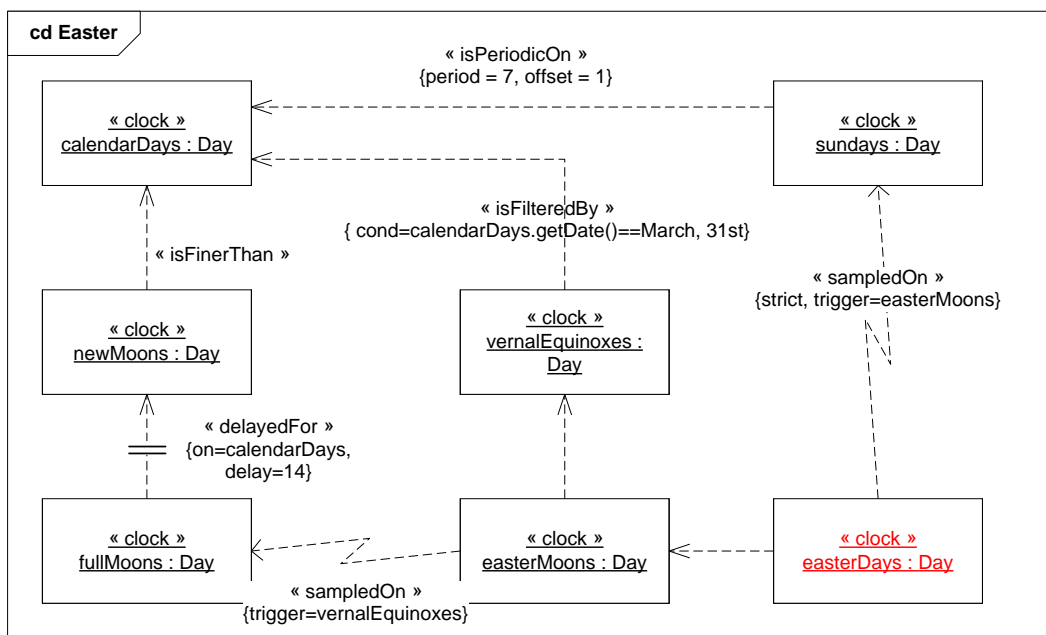 cd Easter
« isPeriodicOn »
{period = 7, offset = 1}
« clock »
calendarDays : Day
« clock »
sundays : Day
« isFilteredBy »
{ cond=calendarDays.getDate()==March, 31st}
« isFinerThan »
« sampledOn »
{strict, trigger=easterMoons}
« clock »
newMoons : Day
« clock »
vernalEquinoxes :
Day
« delayedFor »
{on=calendarDays,
delay=14}
« clock »
fullMoons : Day
« clock »
easterMoons : Day
« clock »
easterDays : Day
« sampledOn »
{trigger=vernalEquinoxes}